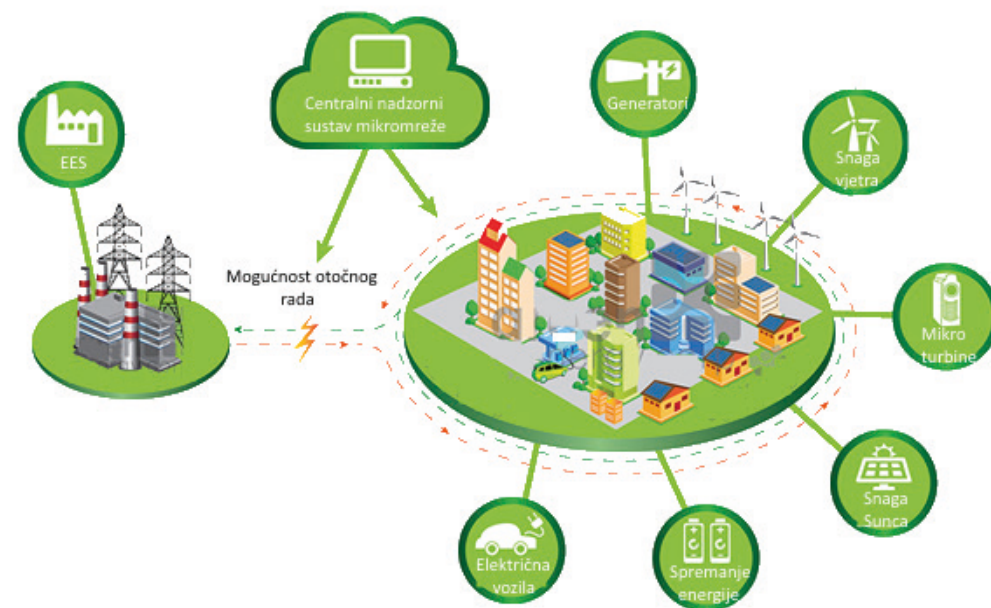 Centralni nadzorni
sustav mikromreže
EES
Generatori
Snaga
vjetra
Mogućnost otočnog
rada
Mikro
turbine
Snaga
Sunca
Električna
vozila
Spremanje
energije